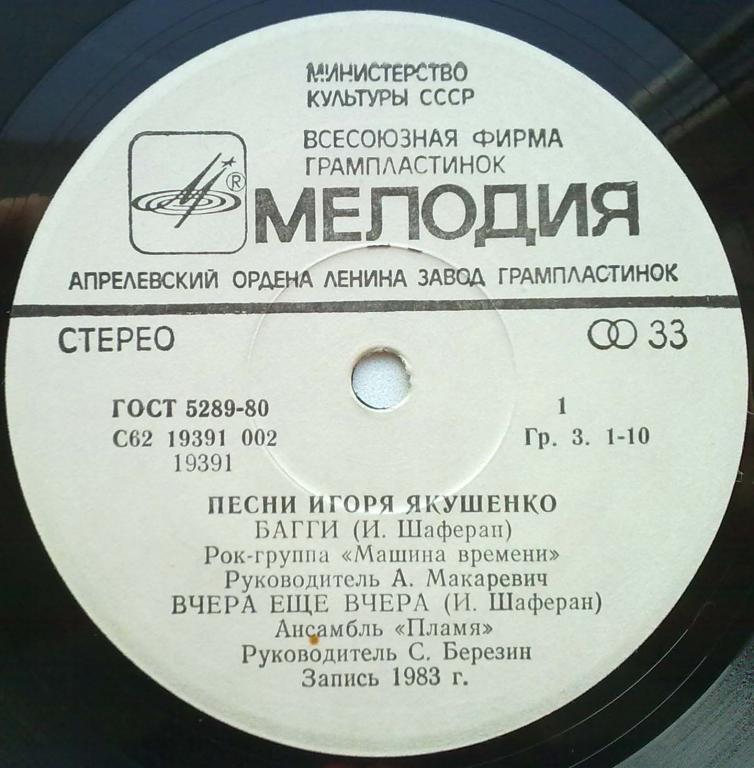 МИНИСТЕРСТВО
КУЛЬТУРЫ СССР
ВСЕСОЮЗНАЯ ФИРМА
ГРАМПЛАСТИНОК
® МЕЛОДИЯ
АПРЕЛЕВСКИЙ ОРДЕНА ЛЕНИНА ЗАВОД ГРАМПЛАСТИНОК
СТЕРЕО 33
ГОСТ 5289-80 1
С62 19391 002 Гр. 3. 1-10
19391
ПЕСНИ ИГОРЯ ЯКУШЕНКО
БАГГИ (И. Шаферан)
Рок-группа «Машина времени»
Руководитель А. Макаревич
ВЧЕРА ЕЩЕ ВЧЕРА (И. Шаферан)
Ансамбль «Пламя»
Руководитель С. Березин
Запись 1983 г.